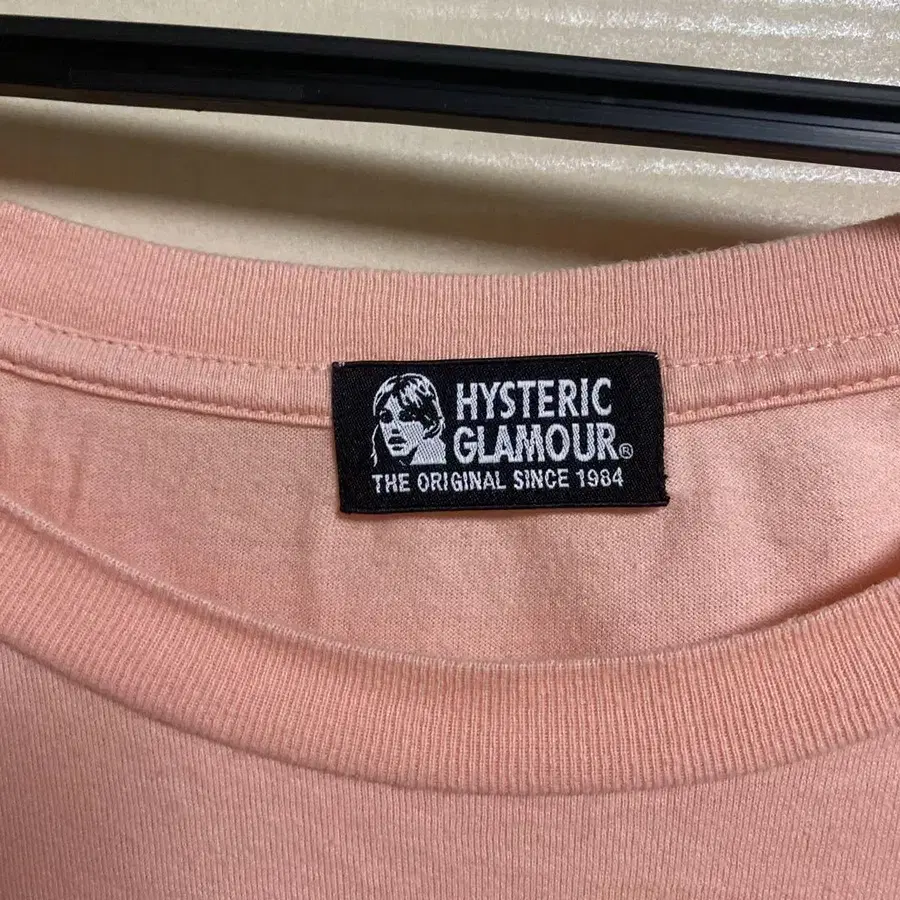 HYSTERIC
GLAMOUR®
THE ORIGINAL SINCE 1984